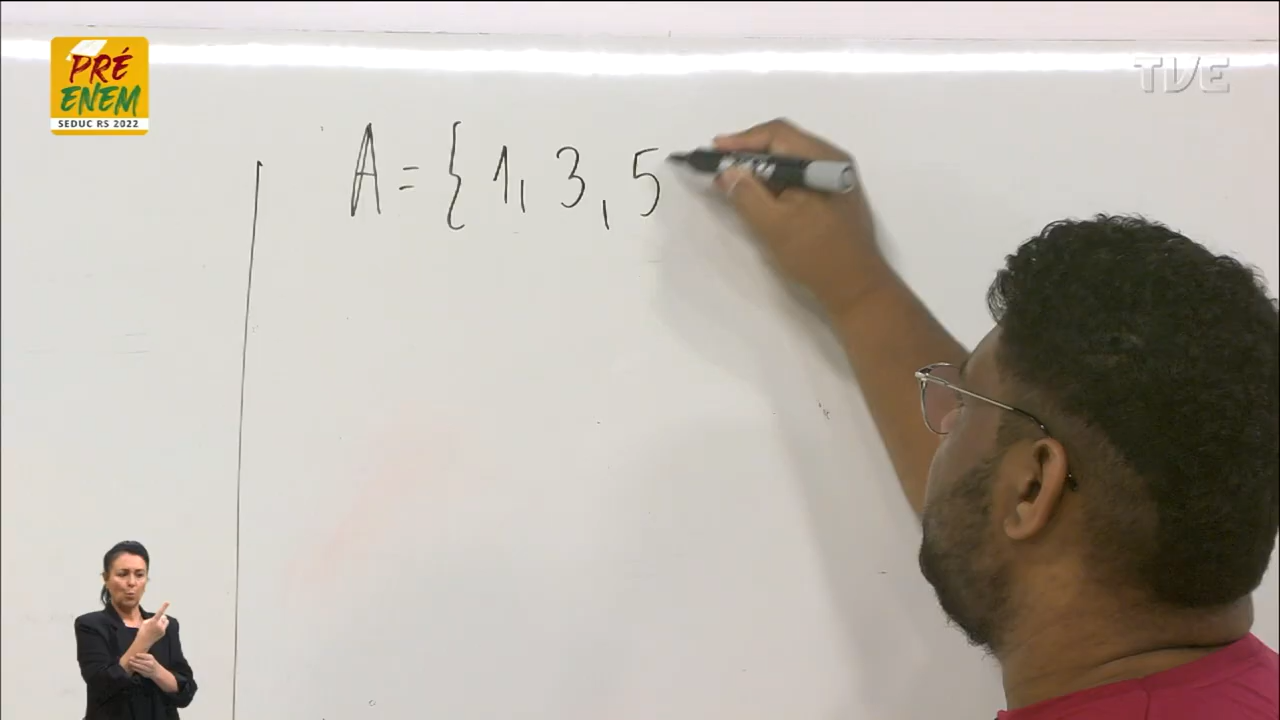 PRÉ
ENEM
SEDUC RS 2022
TVE
A = { 1, 3, 5